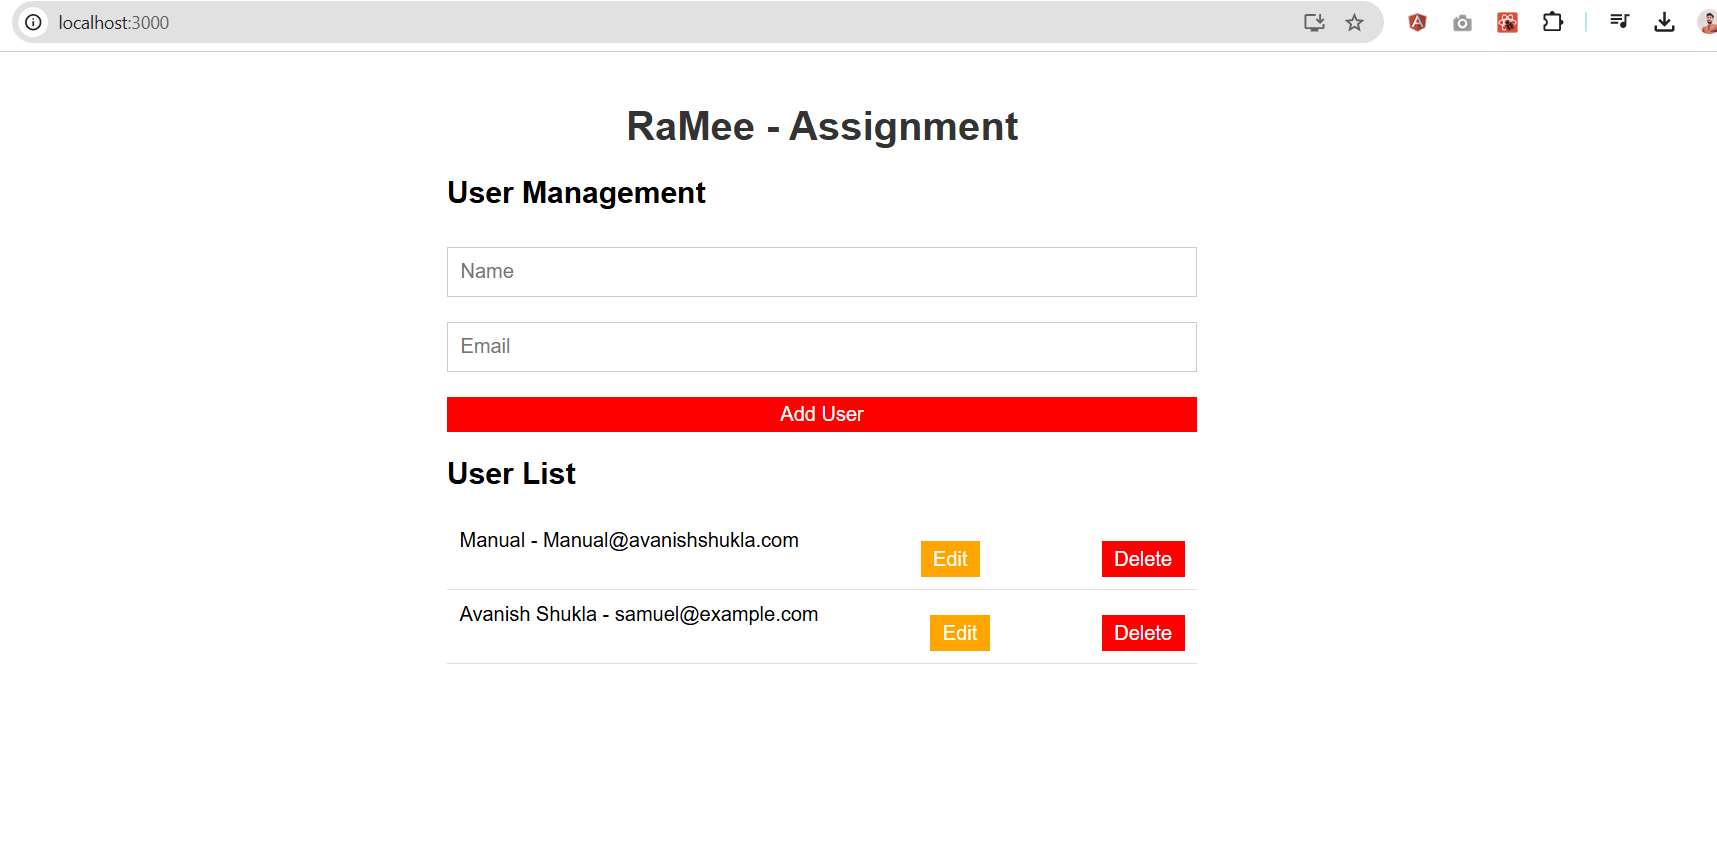 localhost:3000
RaMee - Assignment
User Management
Name
Email
Add User
User List
Manual - Manual@avanishshukla.com
Edit
Delete
Avanish Shukla - samuel@example.com
Edit
Delete